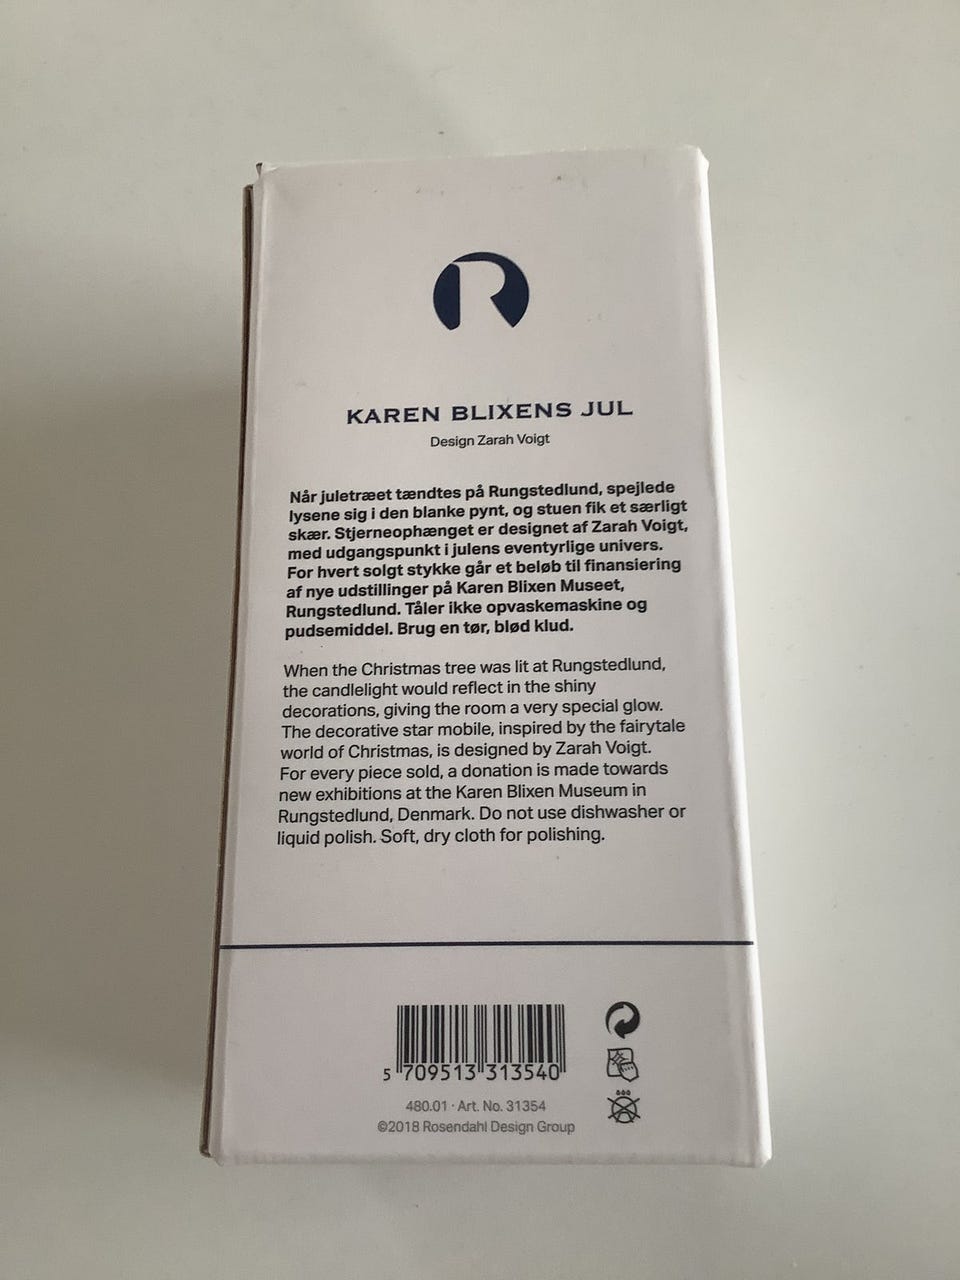 R
KAREN BLIXENS JUL
Design Zarah Voigt
Når juletræet tændtes på Rungstedlund, spejlede
lysene sig i den blanke pynt, og stuen fik et særligt
skær. Stjerneophænget er designet af Zarah Voigt,
med udgangspunkt i julens eventyrlige univers.
For hvert solgt stykke går et beløb til finansiering
af nye udstillinger på Karen Blixen Museet,
Rungstedlund. Tåler ikke opvaskemaskine og
pudsemiddel. Brug en tør, blød klud.
When the Christmas tree was lit at Rungstedlund,
the candlelight would reflect in the shiny
decorations, giving the room a very special glow.
The decorative star mobile, inspired by the fairytale
world of Christmas, is designed by Zarah Voigt.
For every piece sold, a donation is made towards
new exhibitions at the Karen Blixen Museum in
Rungstedlund, Denmark. Do not use dishwasher or
liquid polish. Soft, dry cloth for polishing.
5 709513 313540
480.01 · Art. No. 31354
©2018 Rosendahl Design Group